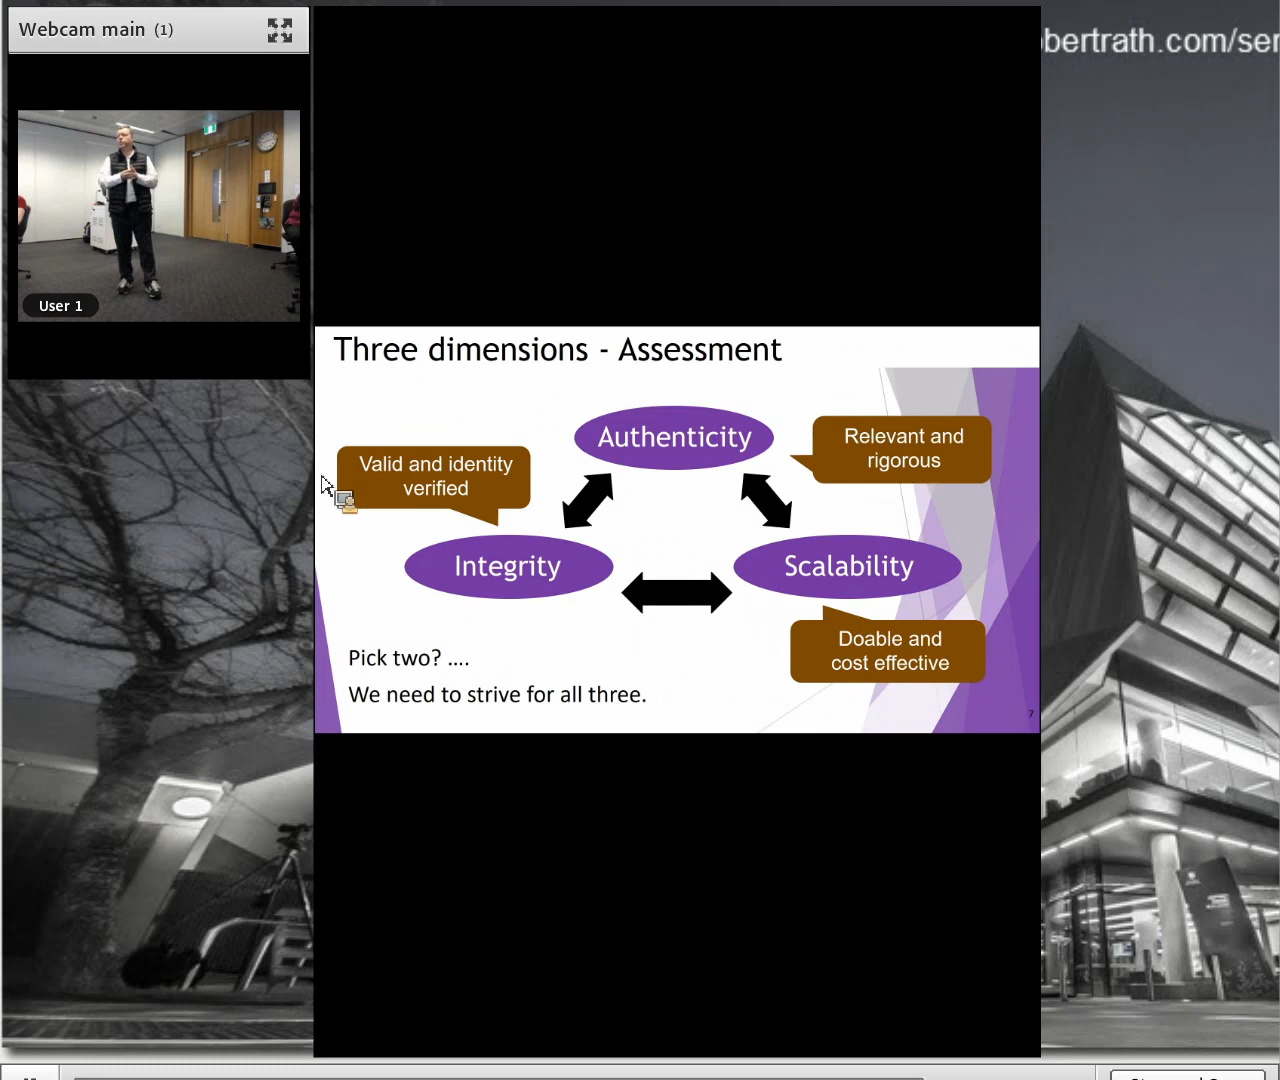 Webcam main (1)
bertrath.com/ser
User 1
Three dimensions - Assessment
Authenticity
Relevant and
rigorous
Valid and identity
verified
Integrity
Scalability
Doable and
cost effective
Pick two? ....
We need to strive for all three.
7